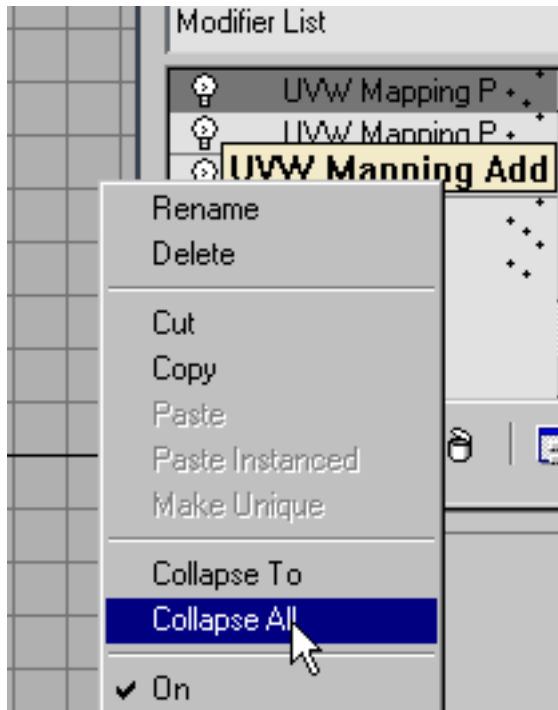 Modifier List
UVW Mapping P
UVW Mapping P
UVW Mapping Add
Rename
Delete
Cut
Copy
Paste
Paste Instanced
Make Unique
Collapse To
Collapse All
On